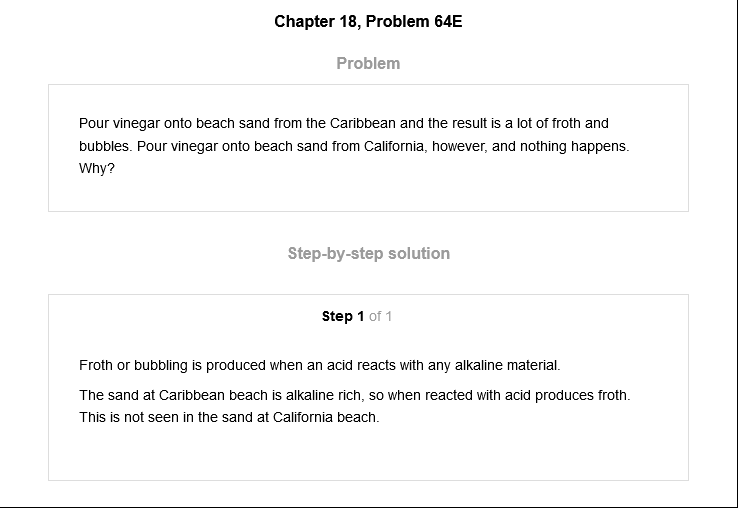 Chapter 18, Problem 64E
Problem
Pour vinegar onto beach sand from the Caribbean and the result is a lot of froth and
bubbles. Pour vinegar onto beach sand from California, however, and nothing happens.
Why?
Step-by-step solution
Step 1 of 1
Froth or bubbling is produced when an acid reacts with any alkaline material.
The sand at Caribbean beach is alkaline rich, so when reacted with acid produces froth.
This is not seen in the sand at California beach.